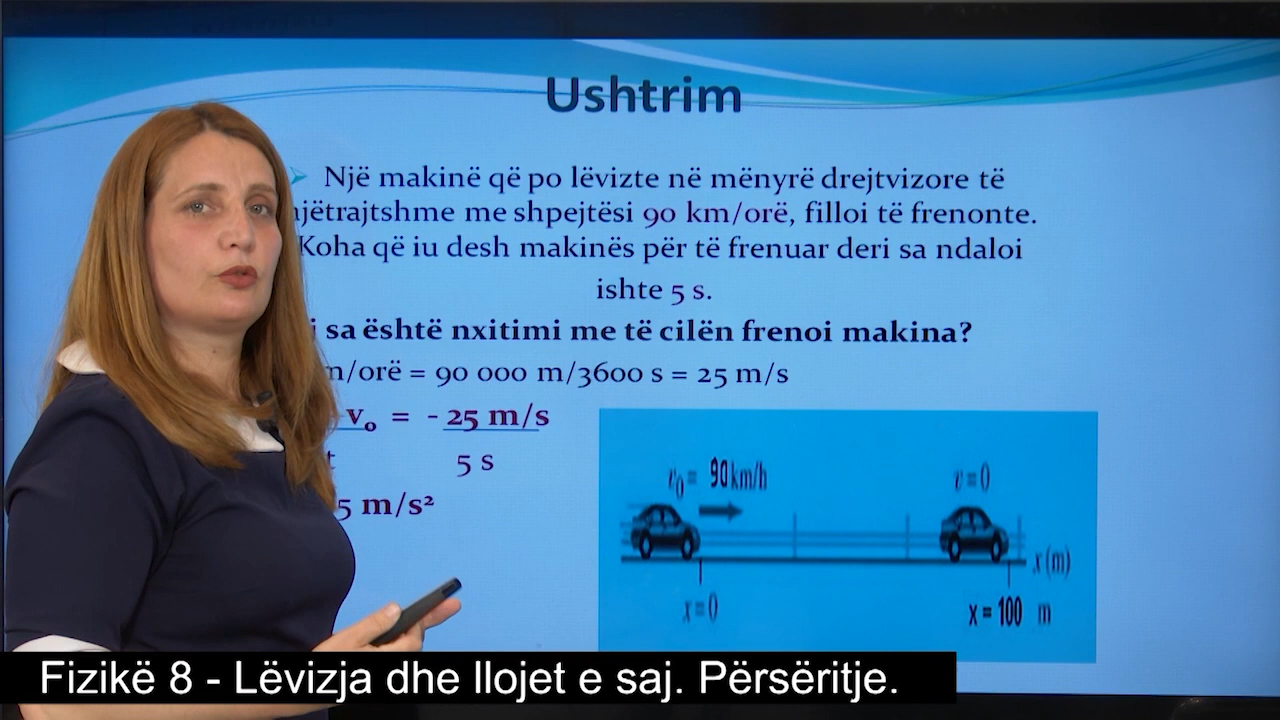 Ushtrim
Një makinë që po lëvizte në mënyrë drejtvizore të
njëtrajtshme me shpejtësi 90 km/orë, filloi të frenonte.
Koha që iu desh makinës për të frenuar deri sa ndaloi
ishte 5 s.
sa është nxitimi me të cilën frenoi makina?
m/orë = 90 000 m/3600 s = 25 m/s
v₀ = - 25 m/s
t 5 s
5 m/s²
v₀ = 90 km/h v = 0
x (m)
x = 0 x = 100 m
Fizikë 8 - Lëvizja dhe llojet e saj. Përsëritje.